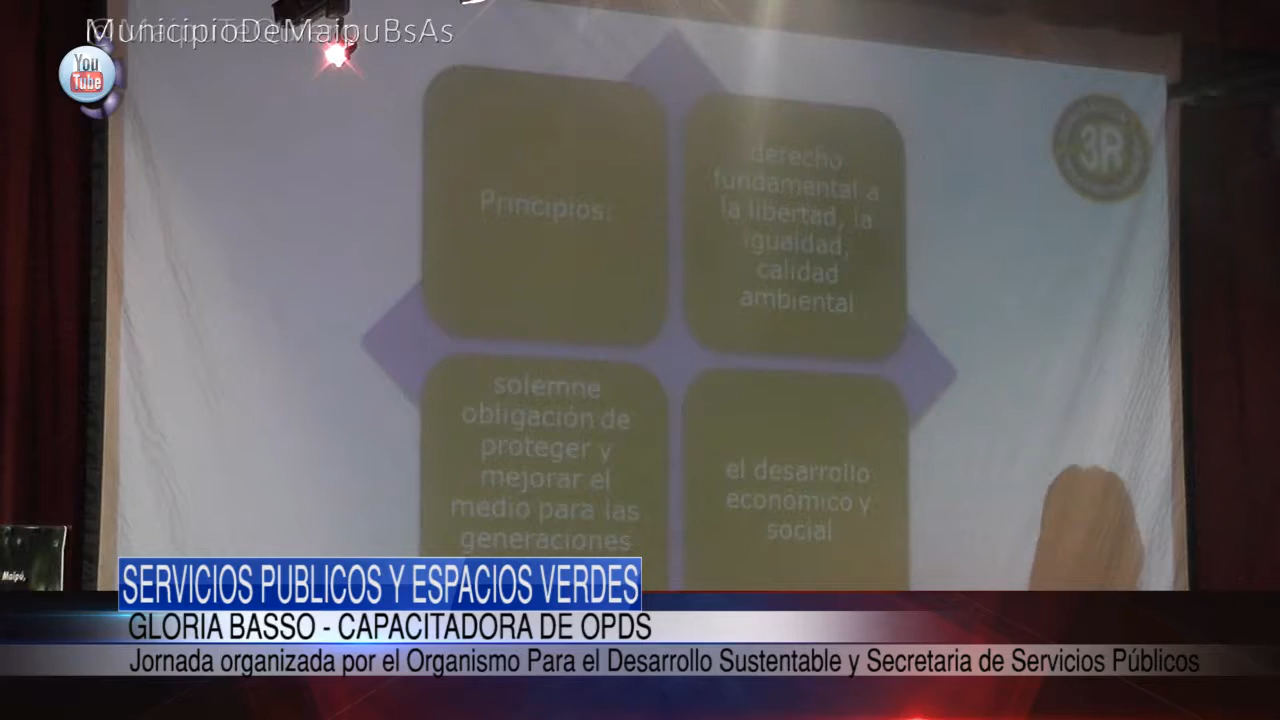 MunicipioDeMaipuBsAs
You
Tube
3R
Principios:
derecho
fundamental a
la libertad, la
igualdad,
calidad
ambiental
solemne
obligación de
proteger y
mejorar el
medio para las
generaciones
el desarrollo
económico y
social
Maipú,
SERVICIOS PUBLICOS Y ESPACIOS VERDES
GLORIA BASSO - CAPACITADORA DE OPDS
Jornada organizada por el Organismo Para el Desarrollo Sustentable y Secretaria de Servicios Públicos